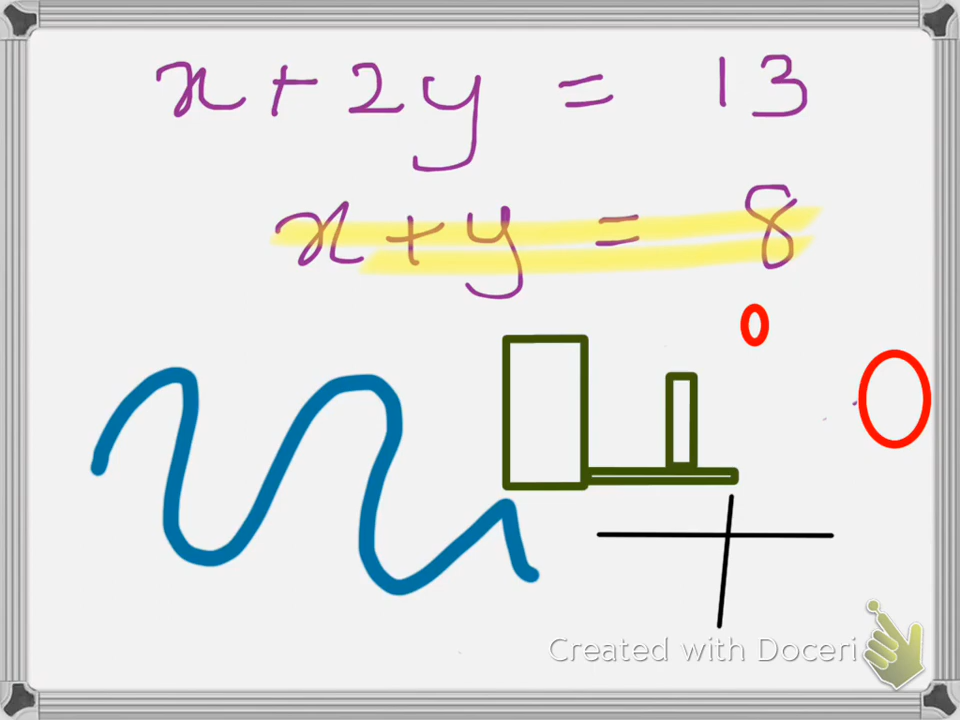 x + 2y = 13
x + y = 8
Created with Doceri